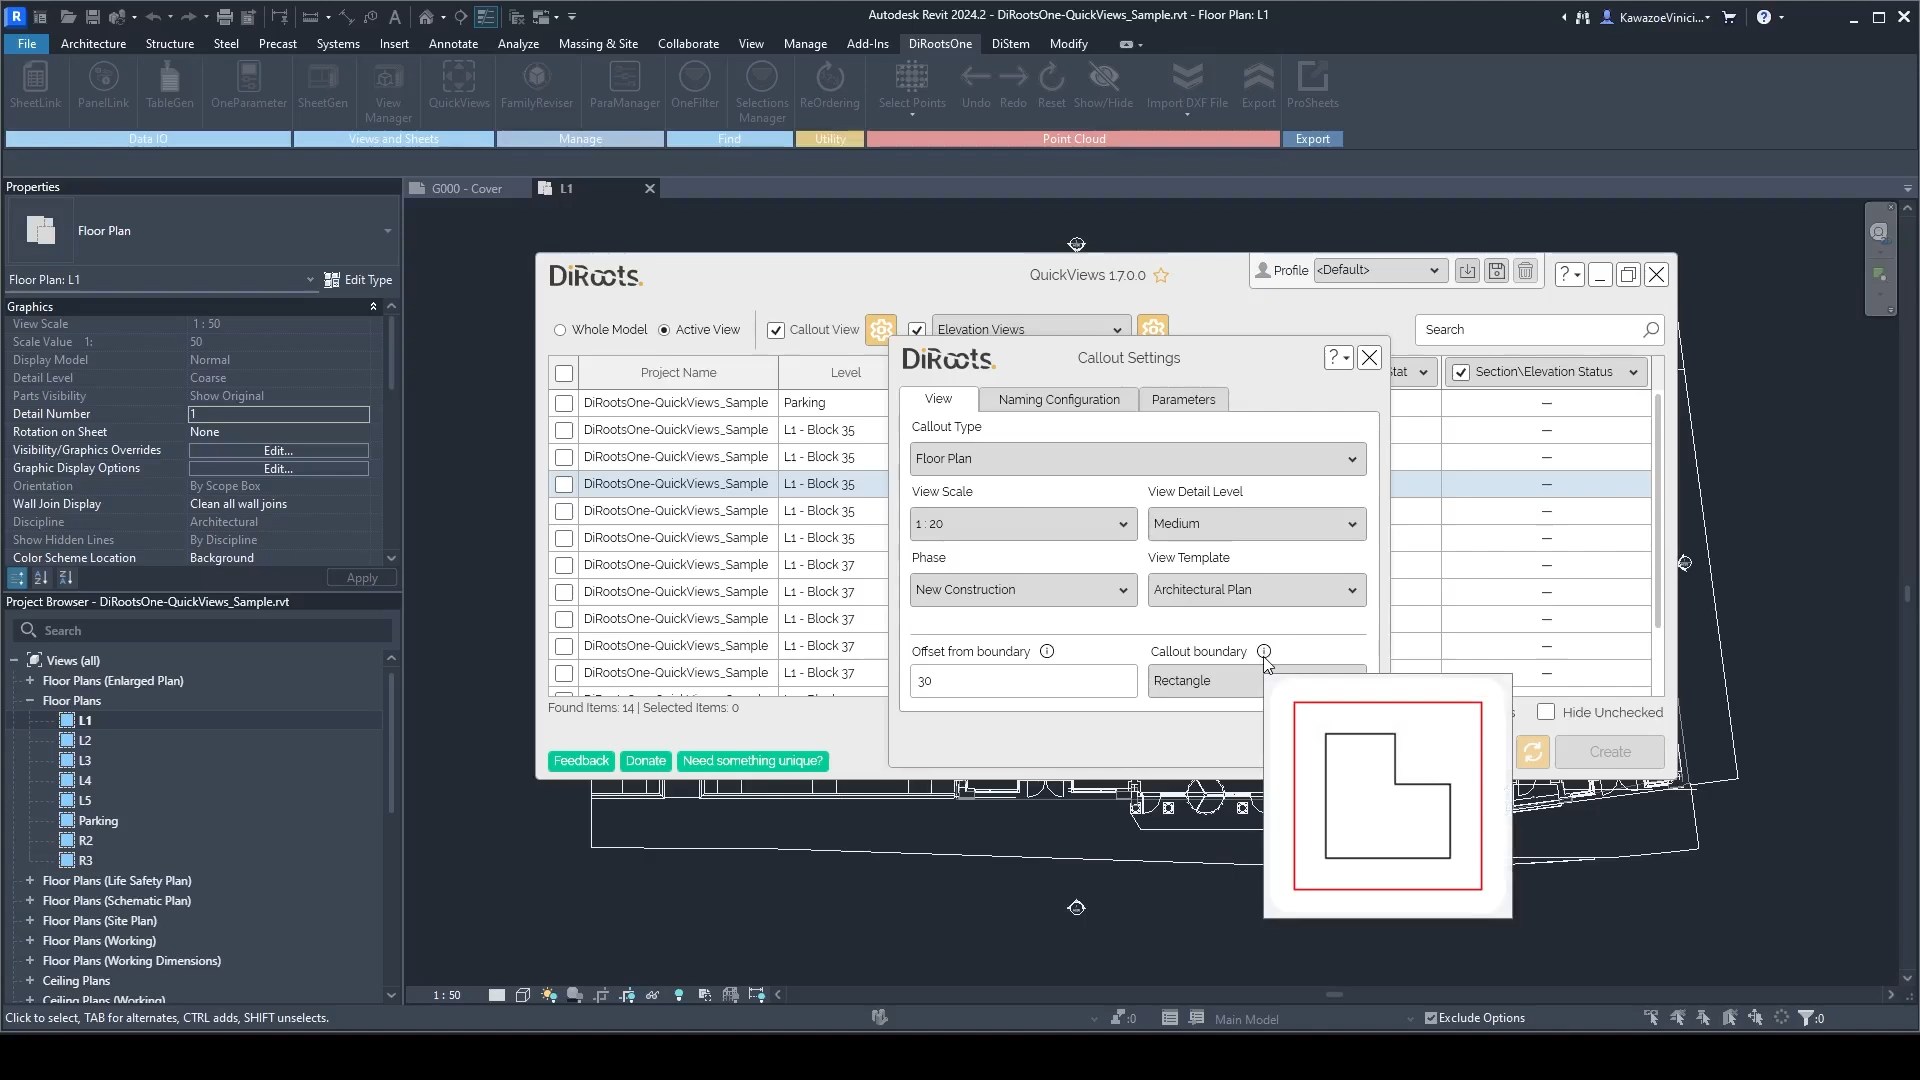 Autodesk Revit 2024.2 - DiRootsOne-QuickViews_Sample.rvt - Floor Plan: L1
KawazoeVinici...
File Architecture Structure Steel Precast Systems Insert Annotate Analyze Massing & Site Collaborate View Manage Add-Ins DiRootsOne DiStem Modify
SheetLink PanelLink TableGen OneParameter SheetGen View Manager QuickViews FamilyReviser ParaManager OneFilter Selections Manager ReOrdering Select Points Undo Redo Reset Show/Hide Import DXF File Export ProSheets
Data IO Views and Sheets Manage Find Utility Point Cloud Export
Properties
G000 - Cover
L1
Floor Plan
Floor Plan: L1
Edit Type
Graphics
View Scale 1 : 50
Scale Value 1: 50
Display Model Normal
Detail Level Coarse
Parts Visibility Show Original
Detail Number 1
Rotation on Sheet None
Visibility/Graphics Overrides Edit...
Graphic Display Options Edit...
Orientation By Scope Box
Wall Join Display Clean all wall joins
Discipline Architectural
Show Hidden Lines By Discipline
Color Scheme Location Background
Apply
Project Browser - DiRootsOne-QuickViews_Sample.rvt
Search
Views (all)
Floor Plans (Enlarged Plan)
Floor Plans
L1
L2
L3
L4
L5
Parking
R2
R3
Floor Plans (Life Safety Plan)
Floor Plans (Schematic Plan)
Floor Plans (Site Plan)
Floor Plans (Working)
Floor Plans (Working Dimensions)
Ceiling Plans
Ceiling Plans (Working)
DiRoots.
QuickViews 1.7.0.0
Profile <Default>
?
Whole Model Active View Callout View Elevation Views
Search
Project Name Level
stat Section\Elevation Status
DiRootsOne-QuickViews_Sample Parking —
DiRootsOne-QuickViews_Sample L1 - Block 35 —
DiRootsOne-QuickViews_Sample L1 - Block 35 —
DiRootsOne-QuickViews_Sample L1 - Block 35 —
DiRootsOne-QuickViews_Sample L1 - Block 35 —
DiRootsOne-QuickViews_Sample L1 - Block 35 —
DiRootsOne-QuickViews_Sample L1 - Block 37 —
DiRootsOne-QuickViews_Sample L1 - Block 37 —
DiRootsOne-QuickViews_Sample L1 - Block 37 —
DiRootsOne-QuickViews_Sample L1 - Block 37 —
DiRootsOne-QuickViews_Sample L1 - Block 37 —
Found Items: 14 | Selected Items: 0
s Hide Unchecked
Feedback Donate Need something unique?
Create
DiRoots.
Callout Settings
?
View Naming Configuration Parameters
Callout Type
Floor Plan
View Scale View Detail Level
1 : 20 Medium
Phase View Template
New Construction Architectural Plan
Offset from boundary Callout boundary
30 Rectangle
1 : 50
Click to select, TAB for alternates, CTRL adds, SHIFT unselects.
:0
Main Model
Exclude Options
:0